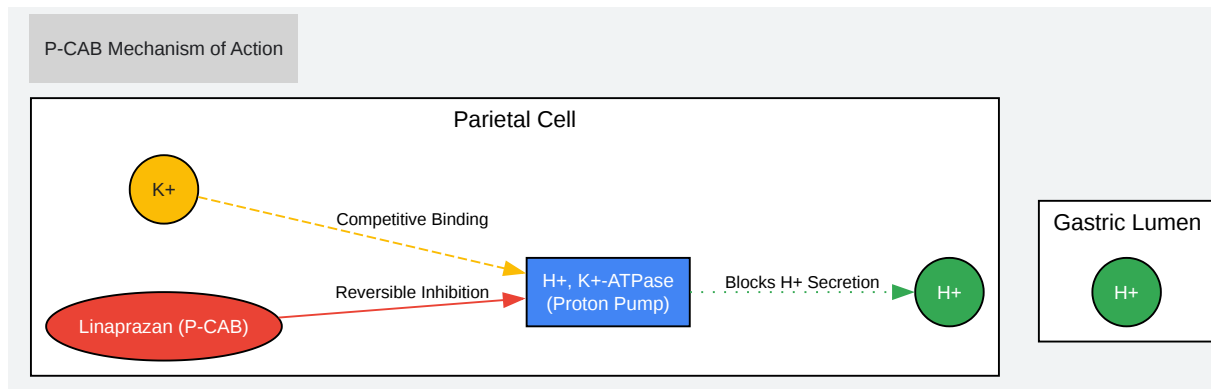 P-CAB Mechanism of Action
Parietal Cell
K+
Competitive Binding
Gastric Lumen
H+, K+-ATPase
(Proton Pump)
Blocks H+ Secretion
H+
H+
Reversible Inhibition
Linaprazan (P-CAB)